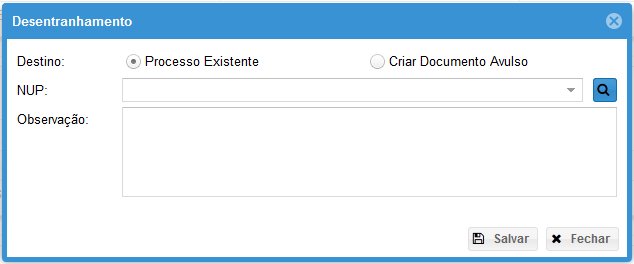 Desentranhamento
Destino: Processo Existente Criar Documento Avulso
NUP:
Observação:
Salvar Fechar